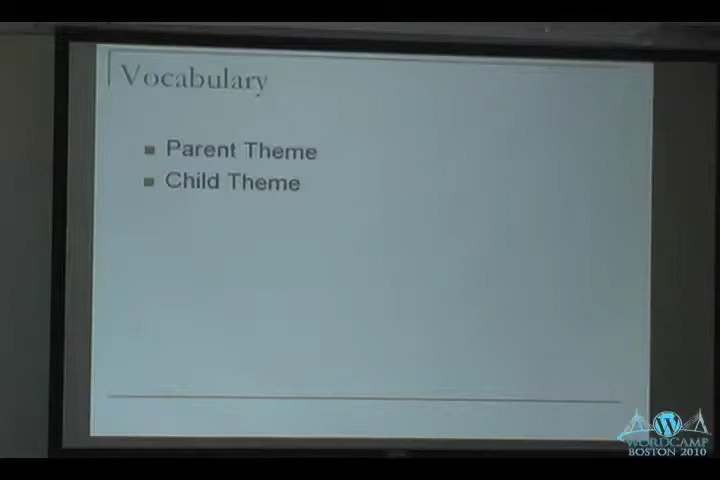 Vocabulary
Parent Theme
Child Theme
WORDCAMP
BOSTON 2010